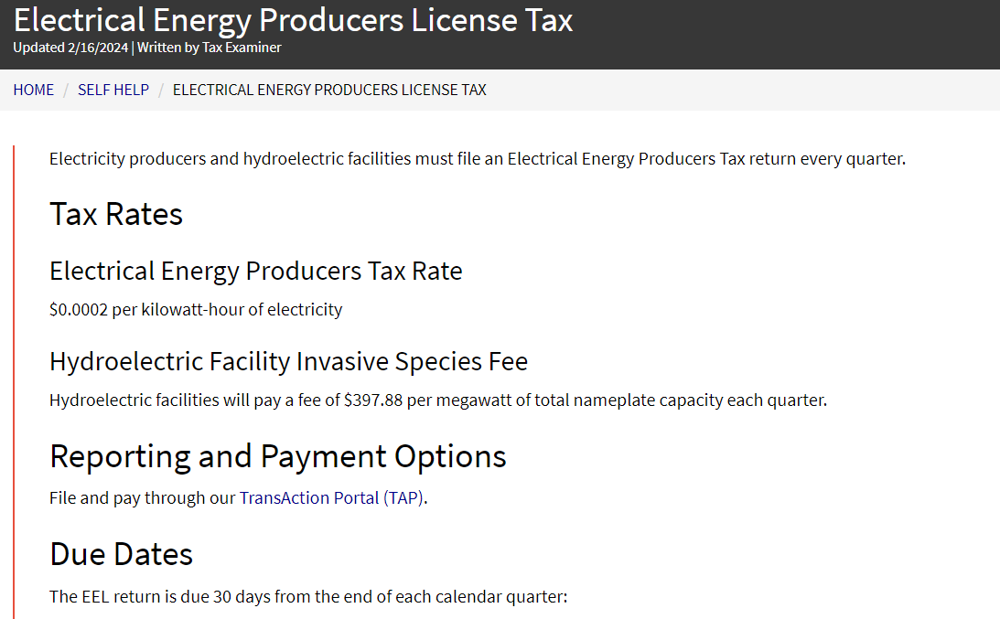 Electrical Energy Producers License Tax
Updated 2/16/2024 | Written by Tax Examiner
HOME / SELF HELP / ELECTRICAL ENERGY PRODUCERS LICENSE TAX
Electricity producers and hydroelectric facilities must file an Electrical Energy Producers Tax return every quarter.
Tax Rates
Electrical Energy Producers Tax Rate
$0.0002 per kilowatt-hour of electricity
Hydroelectric Facility Invasive Species Fee
Hydroelectric facilities will pay a fee of $397.88 per megawatt of total nameplate capacity each quarter.
Reporting and Payment Options
File and pay through our TransAction Portal (TAP).
Due Dates
The EEL return is due 30 days from the end of each calendar quarter: